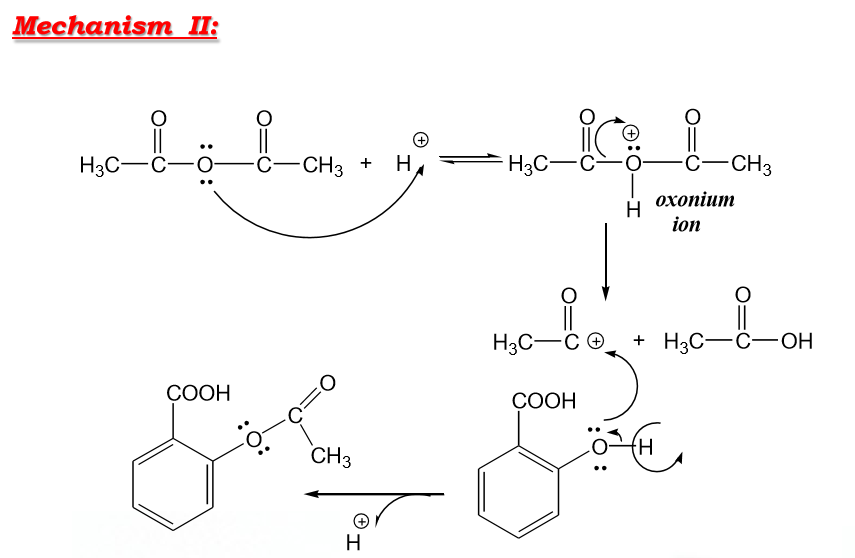 Mechanism II:
O O O ⊕ O
H₃C C O C CH₃ + H ⊕ H₃C C O C CH₃
H oxonium
ion
O O
H₃C C ⊕ + H₃C C OH
COOH O COOH
O C O H
CH₃
⊕
H